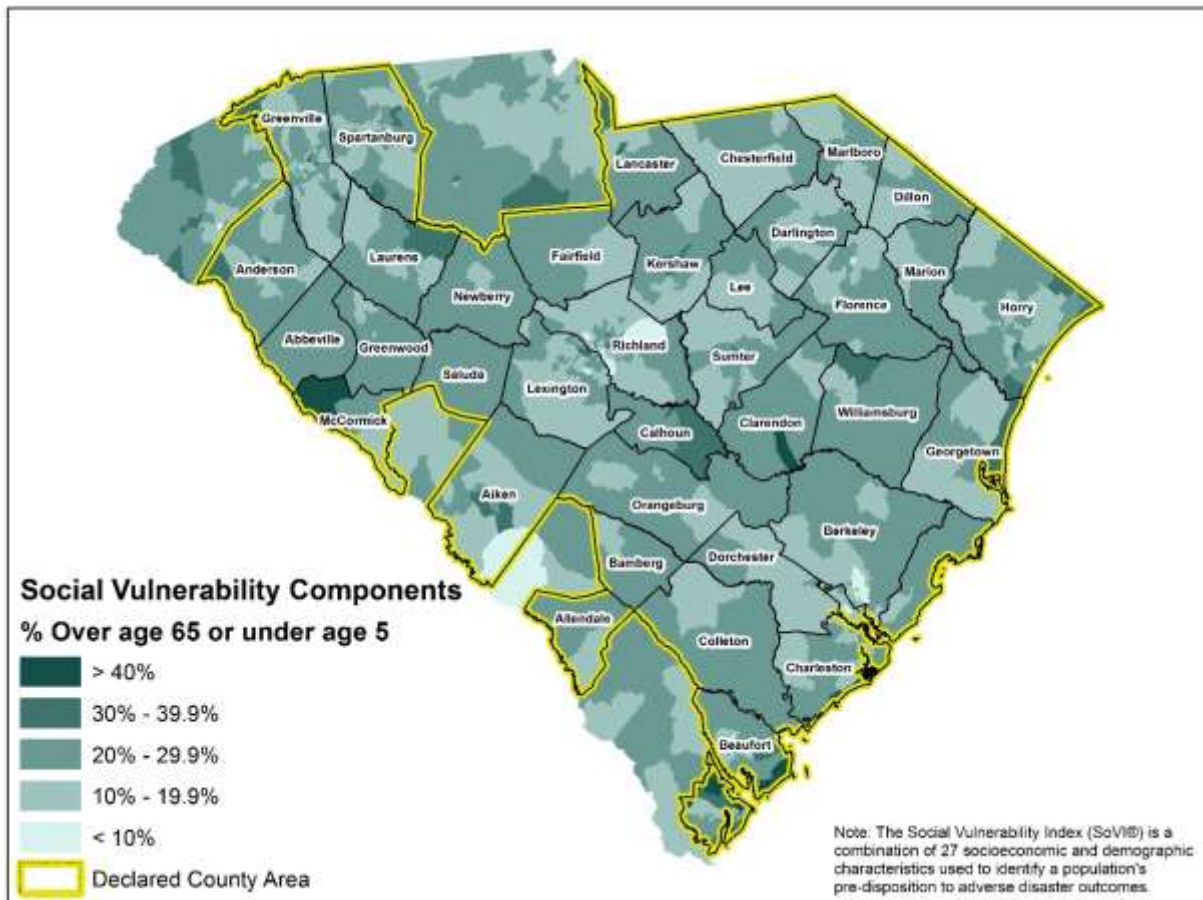 Greenville
Spartanburg
Lancaster
Chesterfield
Marlboro
Dillon
Darlington
Anderson
Laurens
Fairfield
Kershaw
Lee
Marion
Newberry
Florence
Horry
Abbeville
Greenwood
Richland
Sumter
Saluda
Lexington
McCormick
Calhoun
Clarendon
Williamsburg
Georgetown
Aiken
Orangeburg
Berkeley
Bamberg
Dorchester
Allendale
Colleton
Charleston
Beaufort
Social Vulnerability Components
% Over age 65 or under age 5
> 40%
30% - 39.9%
20% - 29.9%
10% - 19.9%
< 10%
Declared County Area
Note: The Social Vulnerability Index (SoVI®) is a
combination of 27 socioeconomic and demographic
characteristics used to identify a population's
pre-disposition to adverse disaster outcomes.